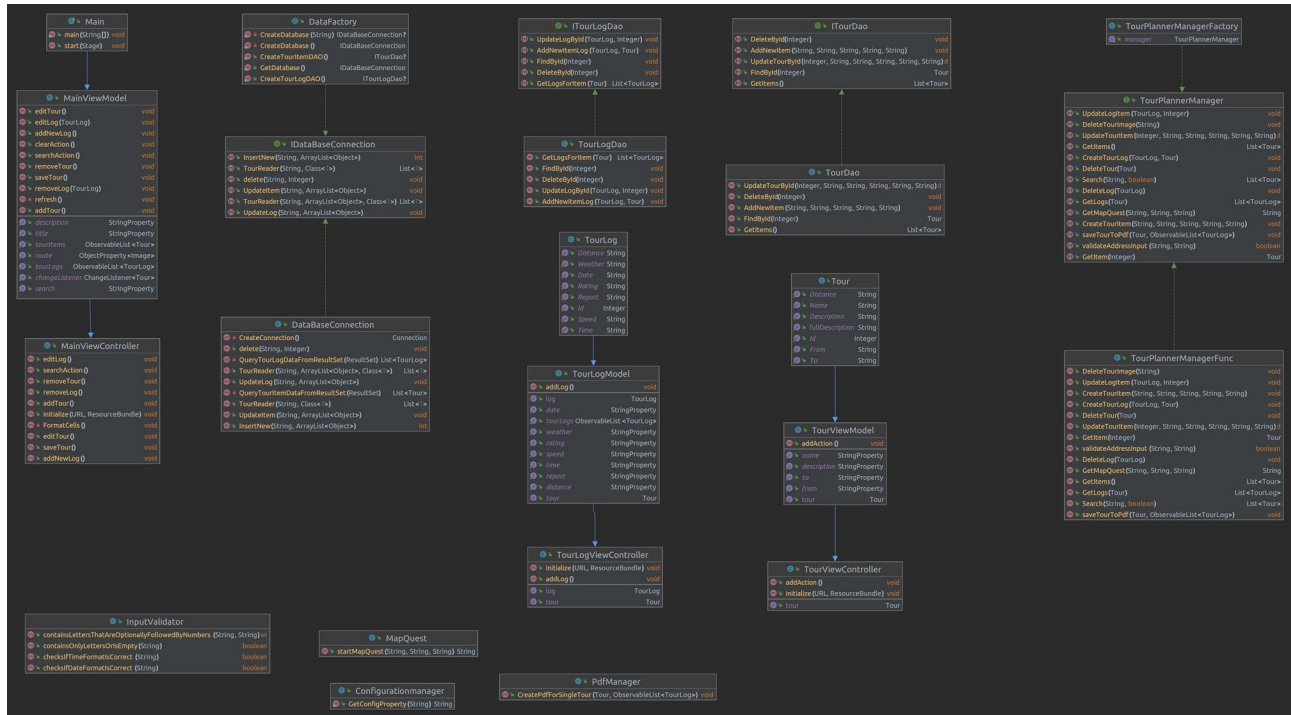 Main
main(String[]) void
start(Stage) void
MainViewModel
editTour() void
editLog(TourLog) void
addNewLog() void
clearAction() void
searchAction() void
removeTour() void
saveTour() void
removeLog(TourLog) void
refresh() void
addTour() void
description StringProperty
title StringProperty
tourItems ObservableList<Tour>
route ObjectProperty<Image>
tourLogs ObservableList<TourLog>
changeListener ChangeListener<Tour>
search StringProperty
MainViewController
editLog() void
searchAction() void
removeTour() void
removeLog() void
addTour() void
initialize(URL, ResourceBundle) void
FormatCells() void
editTour() void
saveTour() void
addNewLog() void
DataFactory
CreateDatabase(String) IDataBaseConnection?
CreateDatabase() IDataBaseConnection
CreateTourItemDAO() ITourDao?
GetDatabase() IDataBaseConnection
CreateTourLogDAO() ITourLogDao?
IDataBaseConnection
InsertNew(String, ArrayList<Object>) int
TourReader(String, Class<T>) List<T>
delete(String, Integer) void
UpdateItem(String, ArrayList<Object>) void
TourReader(String, ArrayList<Object>, Class<T>) List<T>
UpdateLog(String, ArrayList<Object>) void
DataBaseConnection
CreateConnection() Connection
delete(String, Integer) void
QueryTourLogDataFromResultSet(ResultSet) List<TourLog>
TourReader(String, ArrayList<Object>, Class<T>) List<T>
UpdateLog(String, ArrayList<Object>) void
QueryTourItemDataFromResultSet(ResultSet) List<Tour>
TourReader(String, Class<T>) List<T>
UpdateItem(String, ArrayList<Object>) void
InsertNew(String, ArrayList<Object>) int
ITourLogDao
UpdateLogById(TourLog, Integer) void
AddNewItemLog(TourLog, Tour) void
FindById(Integer) void
DeleteById(Integer) void
GetLogsForItem(Tour) List<TourLog>
TourLogDao
GetLogsForItem(Tour) List<TourLog>
FindById(Integer) void
DeleteById(Integer) void
UpdateLogById(TourLog, Integer) void
AddNewItemLog(TourLog, Tour) void
TourLog
Distance String
Weather String
Date String
Rating String
Report String
Id Integer
Speed String
Time String
TourLogModel
addLog() void
log TourLog
date StringProperty
tourLogs ObservableList<TourLog>
weather StringProperty
rating StringProperty
speed StringProperty
time StringProperty
report StringProperty
distance StringProperty
tour Tour
TourLogViewController
initialize(URL, ResourceBundle) void
addLog() void
log TourLog
tour Tour
ITourDao
DeleteById(Integer) void
AddNewItem(String, String, String, String, String) void
UpdateTourById(Integer, String, String, String, String, String) d
FindById(Integer) Tour
GetItems() List<Tour>
TourDao
UpdateTourById(Integer, String, String, String, String, String) d
DeleteById(Integer) void
AddNewItem(String, String, String, String, String) void
FindById(Integer) Tour
GetItems() List<Tour>
Tour
Distance String
Name String
Description String
fullDescription String
Id Integer
From String
To String
TourViewModel
addAction() void
name StringProperty
description StringProperty
to StringProperty
from StringProperty
tour Tour
TourViewController
addAction() void
initialize(URL, ResourceBundle) void
tour Tour
TourPlannerManagerFactory
manager TourPlannerManager
TourPlannerManager
UpdateLogItem(TourLog, Integer) void
DeleteTourImage(String) void
UpdateTourItem(Integer, String, String, String, String, String) d
GetItems() List<Tour>
CreateTourLog(TourLog, Tour) void
DeleteTour(Tour) void
Search(String, boolean) List<Tour>
DeleteLog(TourLog) void
GetLogs(Tour) List<TourLog>
GetMapQuest(String, String, String) String
CreateTourItem(String, String, String, String, String) void
saveTourToPdf(Tour, ObservableList<TourLog>) void
validateAddressInput(String, String) boolean
GetItem(Integer) Tour
TourPlannerManagerFunc
DeleteTourImage(String) void
UpdateLogItem(TourLog, Integer) void
CreateTourItem(String, String, String, String, String) void
CreateTourLog(TourLog, Tour) void
DeleteTour(Tour) void
UpdateTourItem(Integer, String, String, String, String, String) d
GetItem(Integer) Tour
validateAddressInput(String, String) boolean
DeleteLog(TourLog) void
GetMapQuest(String, String, String) String
GetItems() List<Tour>
GetLogs(Tour) List<TourLog>
Search(String, boolean) List<Tour>
saveTourToPdf(Tour, ObservableList<TourLog>) void
InputValidator
containsLettersThatAreOptionallyFollowedByNumbers (String, String)
containsOnlyLettersOrIsEmpty(String) boolean
checksIfTimeFormatIsCorrect (String) boolean
checksIfDateFormatIsCorrect (String) boolean
MapQuest
startMapQuest(String, String, String) String
Configurationmanager
GetConfigProperty(String) String
PdfManager
CreatePdfForSingleTour(Tour, ObservableList<TourLog>) void